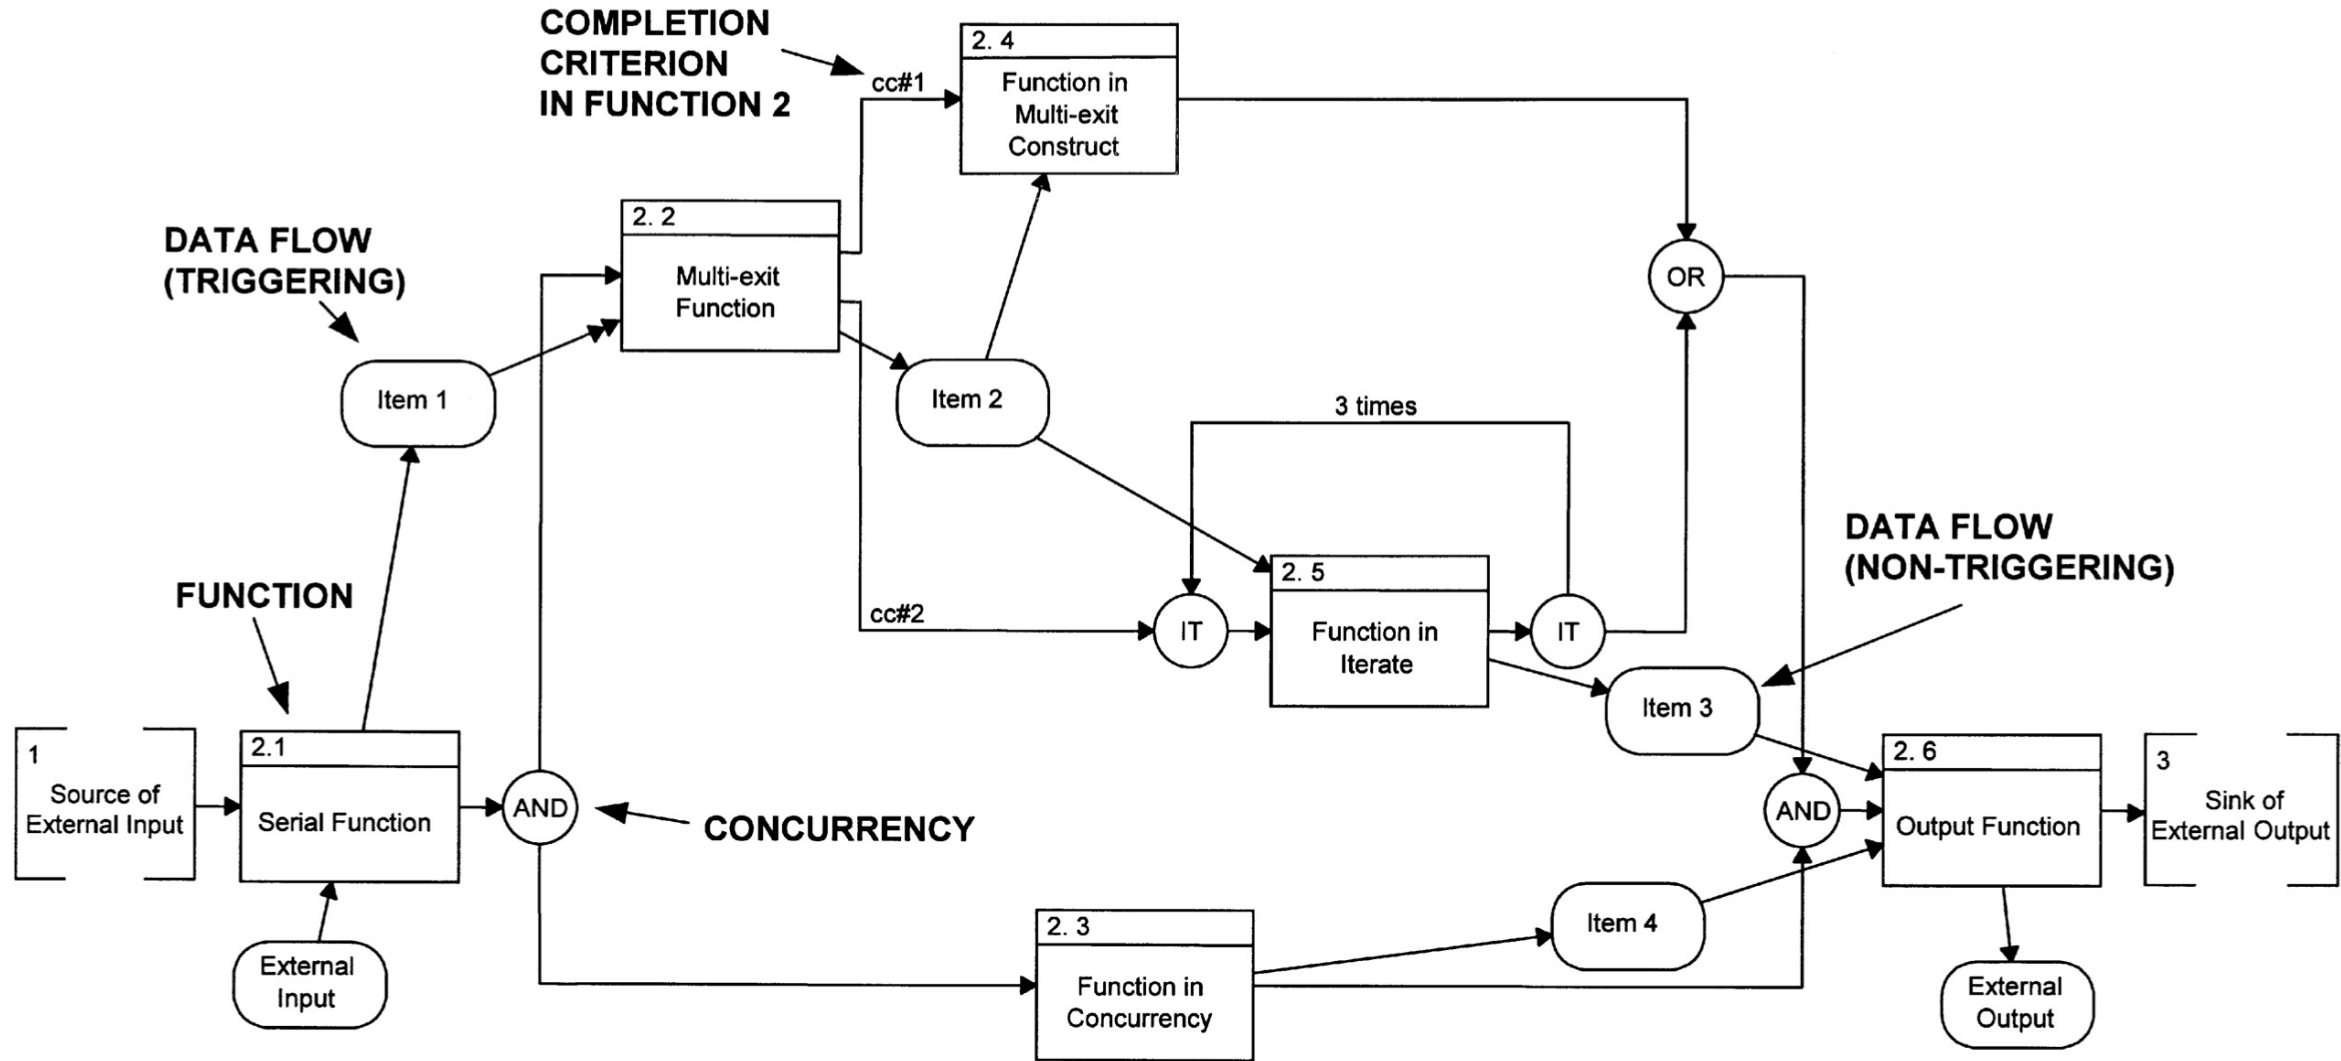 COMPLETION
CRITERION
IN FUNCTION 2
cc#1
2. 4
Function in
Multi-exit
Construct
2. 2
Multi-exit
Function
DATA FLOW
(TRIGGERING)
OR
Item 1
Item 2
3 times
DATA FLOW
(NON-TRIGGERING)
FUNCTION
cc#2
IT
2. 5
Function in
Iterate
IT
Item 3
1
Source of
External Input
2.1
Serial Function
AND
CONCURRENCY
AND
2. 6
Output Function
3
Sink of
External Output
External
Input
2. 3
Function in
Concurrency
Item 4
External
Output